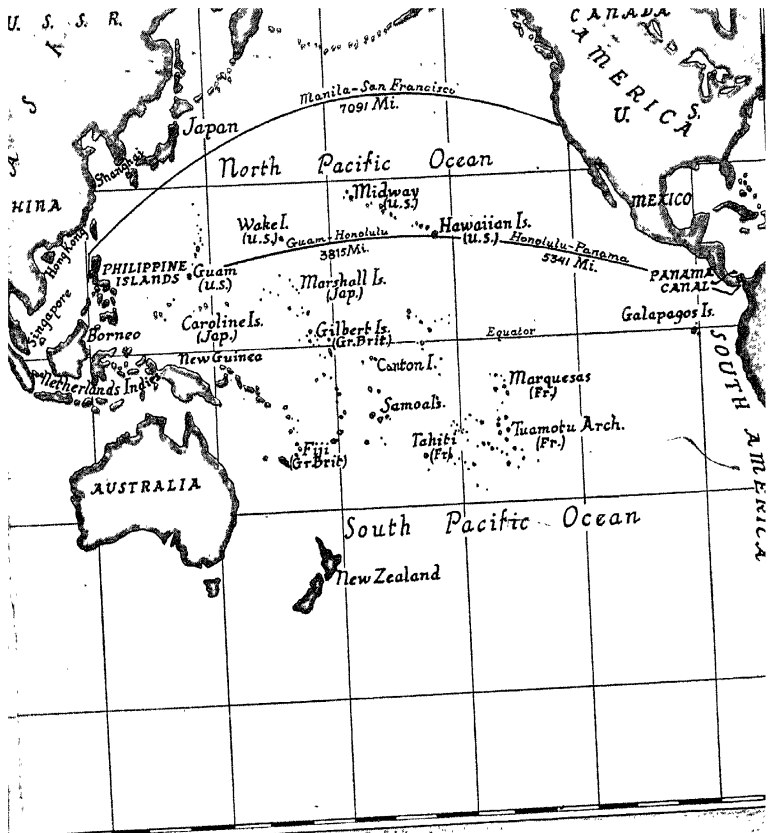 U. S. S. R.
CANADA
ASIA
AMERICA
U. S.
Manila-San Francisco
7091 Mi.
Japan
Shanghai
North Pacific Ocean
Midway
(U.S.)
MEXICO
HINA
Wake I.
(U.S.)
Guam-Honolulu
3815 Mi.
Hawaiian Is.
(U.S.)
Honolulu-Panama
5341 Mi.
Hong Kong
PHILIPPINE
ISLANDS
Guam
(U.S.)
Marshall Is.
(Jap.)
PANAMA
CANAL
Singapore
Galapagos Is.
Caroline Is.
(Jap.)
Gilbert Is.
(Gr.Brit.)
Equator
Borneo
New Guinea
Canton I.
Netherlands Indies
Marquesas
(Fr.)
SOUTH AMERICA
Samoa Is.
Tahiti
(Fr.)
Tuamotu Arch.
(Fr.)
Fiji
(Gr.Brit)
AUSTRALIA
South Pacific Ocean
New Zealand